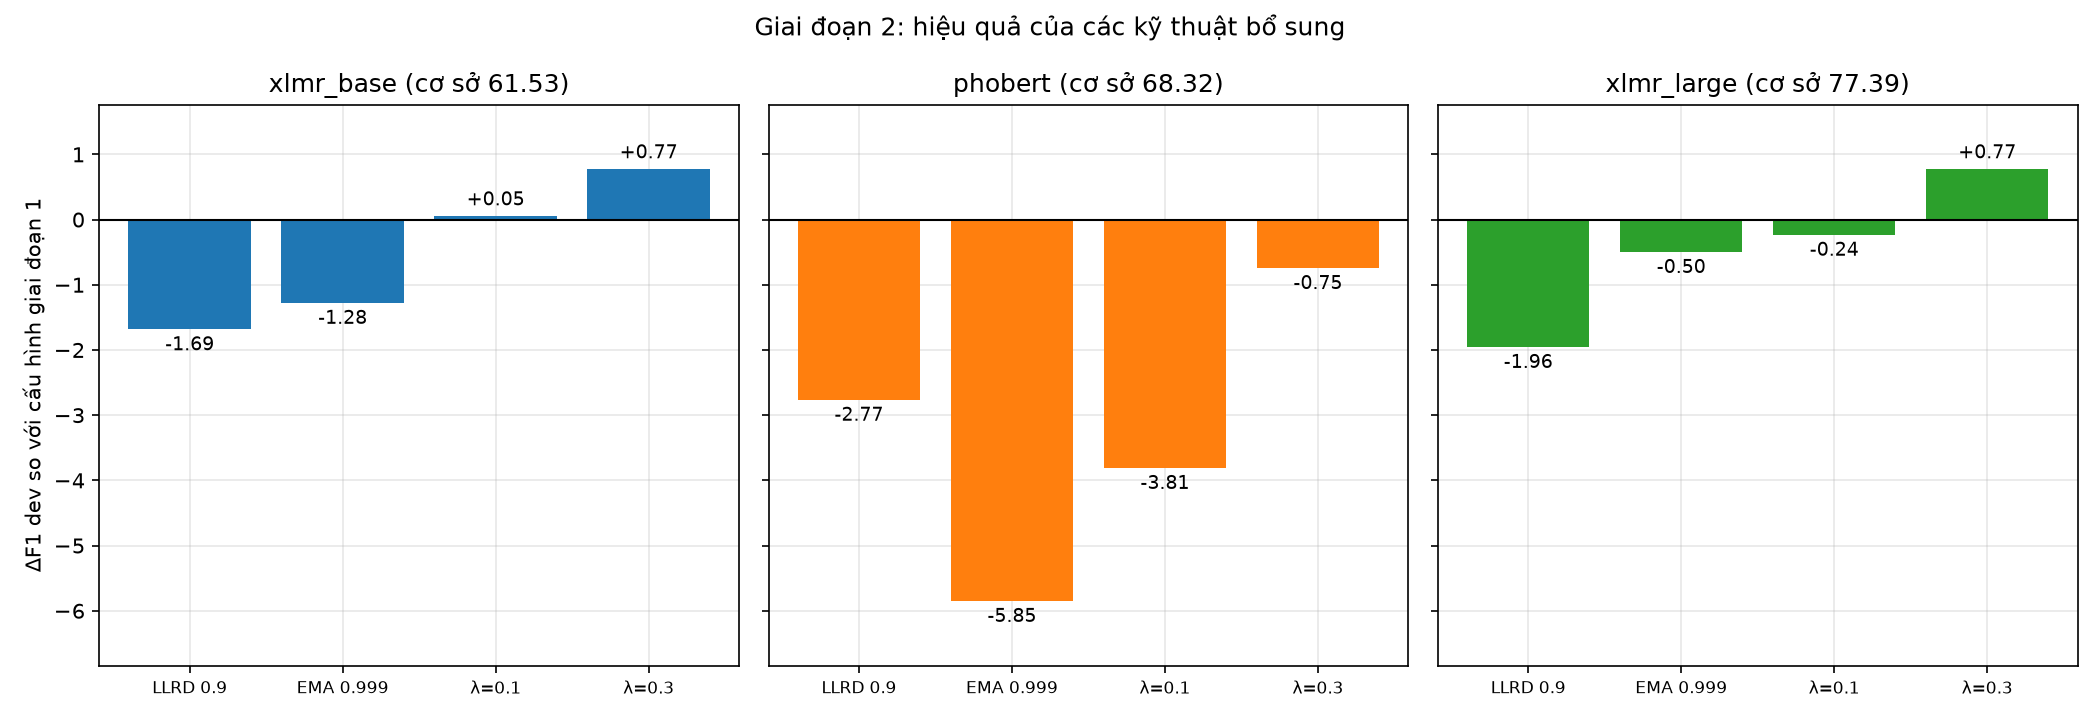 Giai đoạn 2: hiệu quả của các kỹ thuật bổ sung
xlmr_base (cơ sở 61.53)
ΔF1 dev so với cấu hình giai đoạn 1
1
0
−1
−2
−3
−4
−5
−6
-1.69
-1.28
+0.05
+0.77
LLRD 0.9
EMA 0.999
λ=0.1
λ=0.3
phobert (cơ sở 68.32)
-2.77
-5.85
-3.81
-0.75
LLRD 0.9
EMA 0.999
λ=0.1
λ=0.3
xlmr_large (cơ sở 77.39)
-1.96
-0.50
-0.24
+0.77
LLRD 0.9
EMA 0.999
λ=0.1
λ=0.3